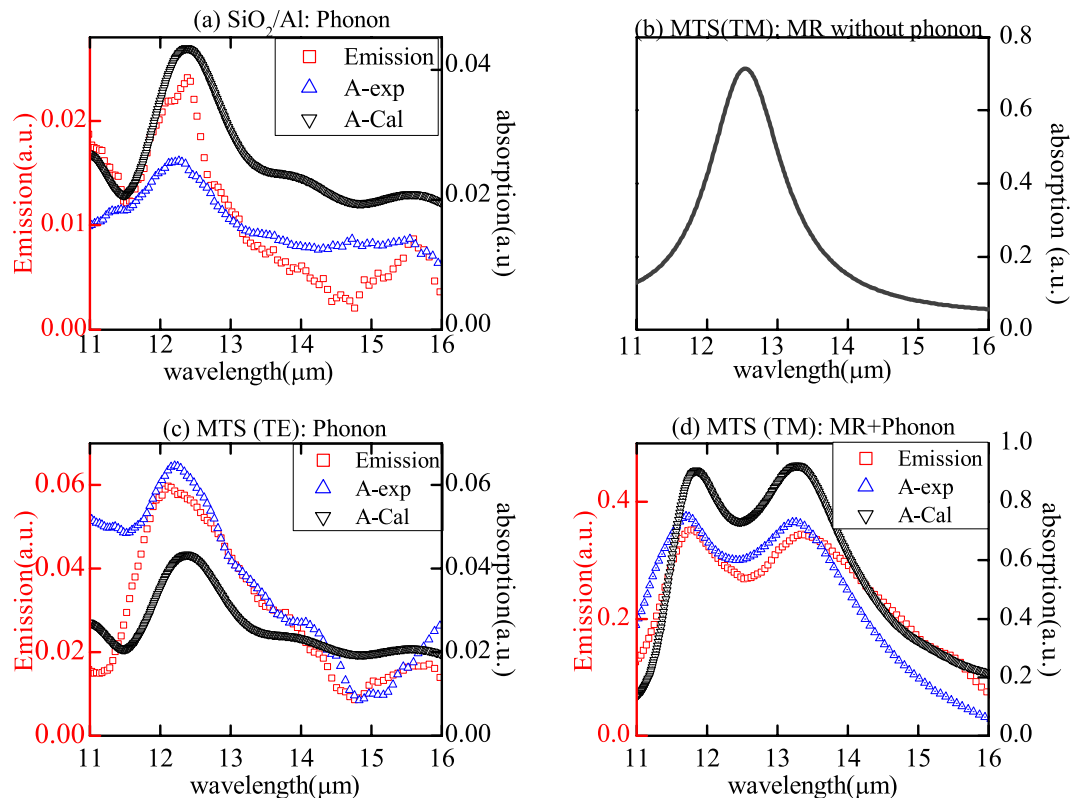 (a) SiO2/Al: Phonon
Emission
A-exp
A-Cal
Emission(a.u.)
0.02
0.01
0.00
absorption(a.u)
0.04
0.02
0.00
11 12 13 14 15 16
wavelength(μm)
(b) MTS(TM): MR without phonon
absorption (a.u.)
0.8
0.6
0.4
0.2
0.0
11 12 13 14 15 16
wavelength(μm)
(c) MTS (TE): Phonon
Emission
A-exp
A-Cal
Emission(a.u.)
0.06
0.04
0.02
0.00
absorption(a.u.)
0.06
0.04
0.02
0.00
11 12 13 14 15 16
wavelength(μm)
(d) MTS (TM): MR+Phonon
Emission
A-exp
A-Cal
Emission(a.u.)
0.4
0.2
0.0
absorption(a.u.)
1.0
0.8
0.6
0.4
0.2
0.0
11 12 13 14 15 16
wavelength(μm)